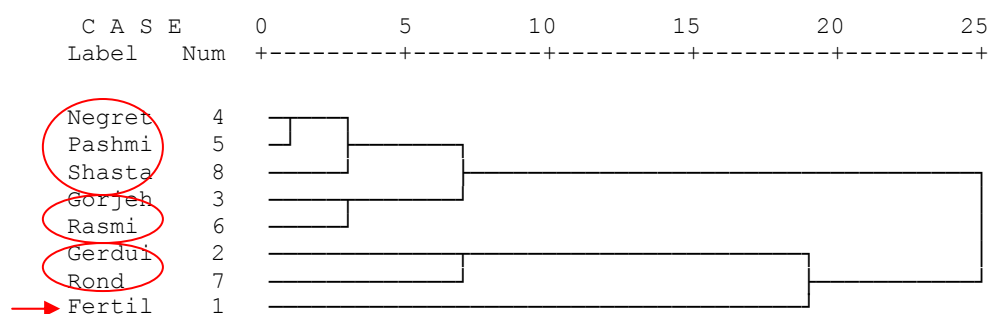 C A S E 0 5 10 15 20 25
Label Num +---------+---------+---------+---------+---------+
Negret 4
Pashmi 5
Shasta 8
Gorjeh 3
Rasmi 6
Gerdui 2
Rond 7
Fertil 1